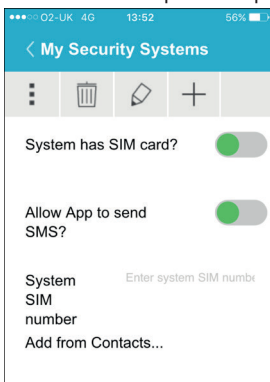 O2-UK 4G 13:52 56%
< My Security Systems
System has SIM card?
Allow App to send
SMS?
System
SIM
number
Enter system SIM numbe
Add from Contacts...